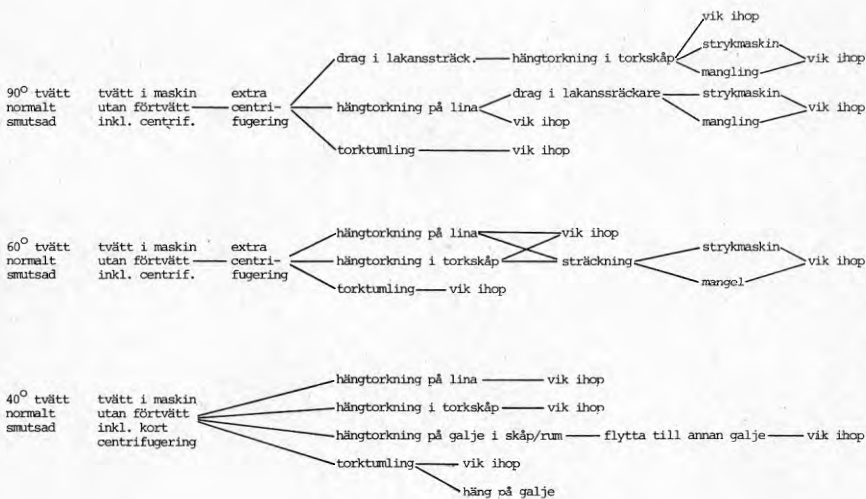 vik ihop
drag i lakanssträck. hängtorkning i torkskåp strykmaskin vik ihop
mangling
90° tvätt tvätt i maskin extra drag i lakanssräckare strykmaskin
normalt utan förtvätt centri- hängtorkning på lina mangling vik ihop
smutsad inkl. centrif. fugering vik ihop
torktumling vik ihop
hängtorkning på lina vik ihop
60° tvätt tvätt i maskin extra strykmaskin
normalt utan förtvätt centri- hängtorkning i torkskåp sträckning vik ihop
smutsad inkl. centrif. fugering mangel
torktumling vik ihop
hängtorkning på lina vik ihop
40° tvätt tvätt i maskin
normalt utan förtvätt hängtorkning i torkskåp vik ihop
smutsad inkl. kort
centrifugering hängtorkning på galje i skåp/rum flytta till annan galje vik ihop
torktumling vik ihop
häng på galje